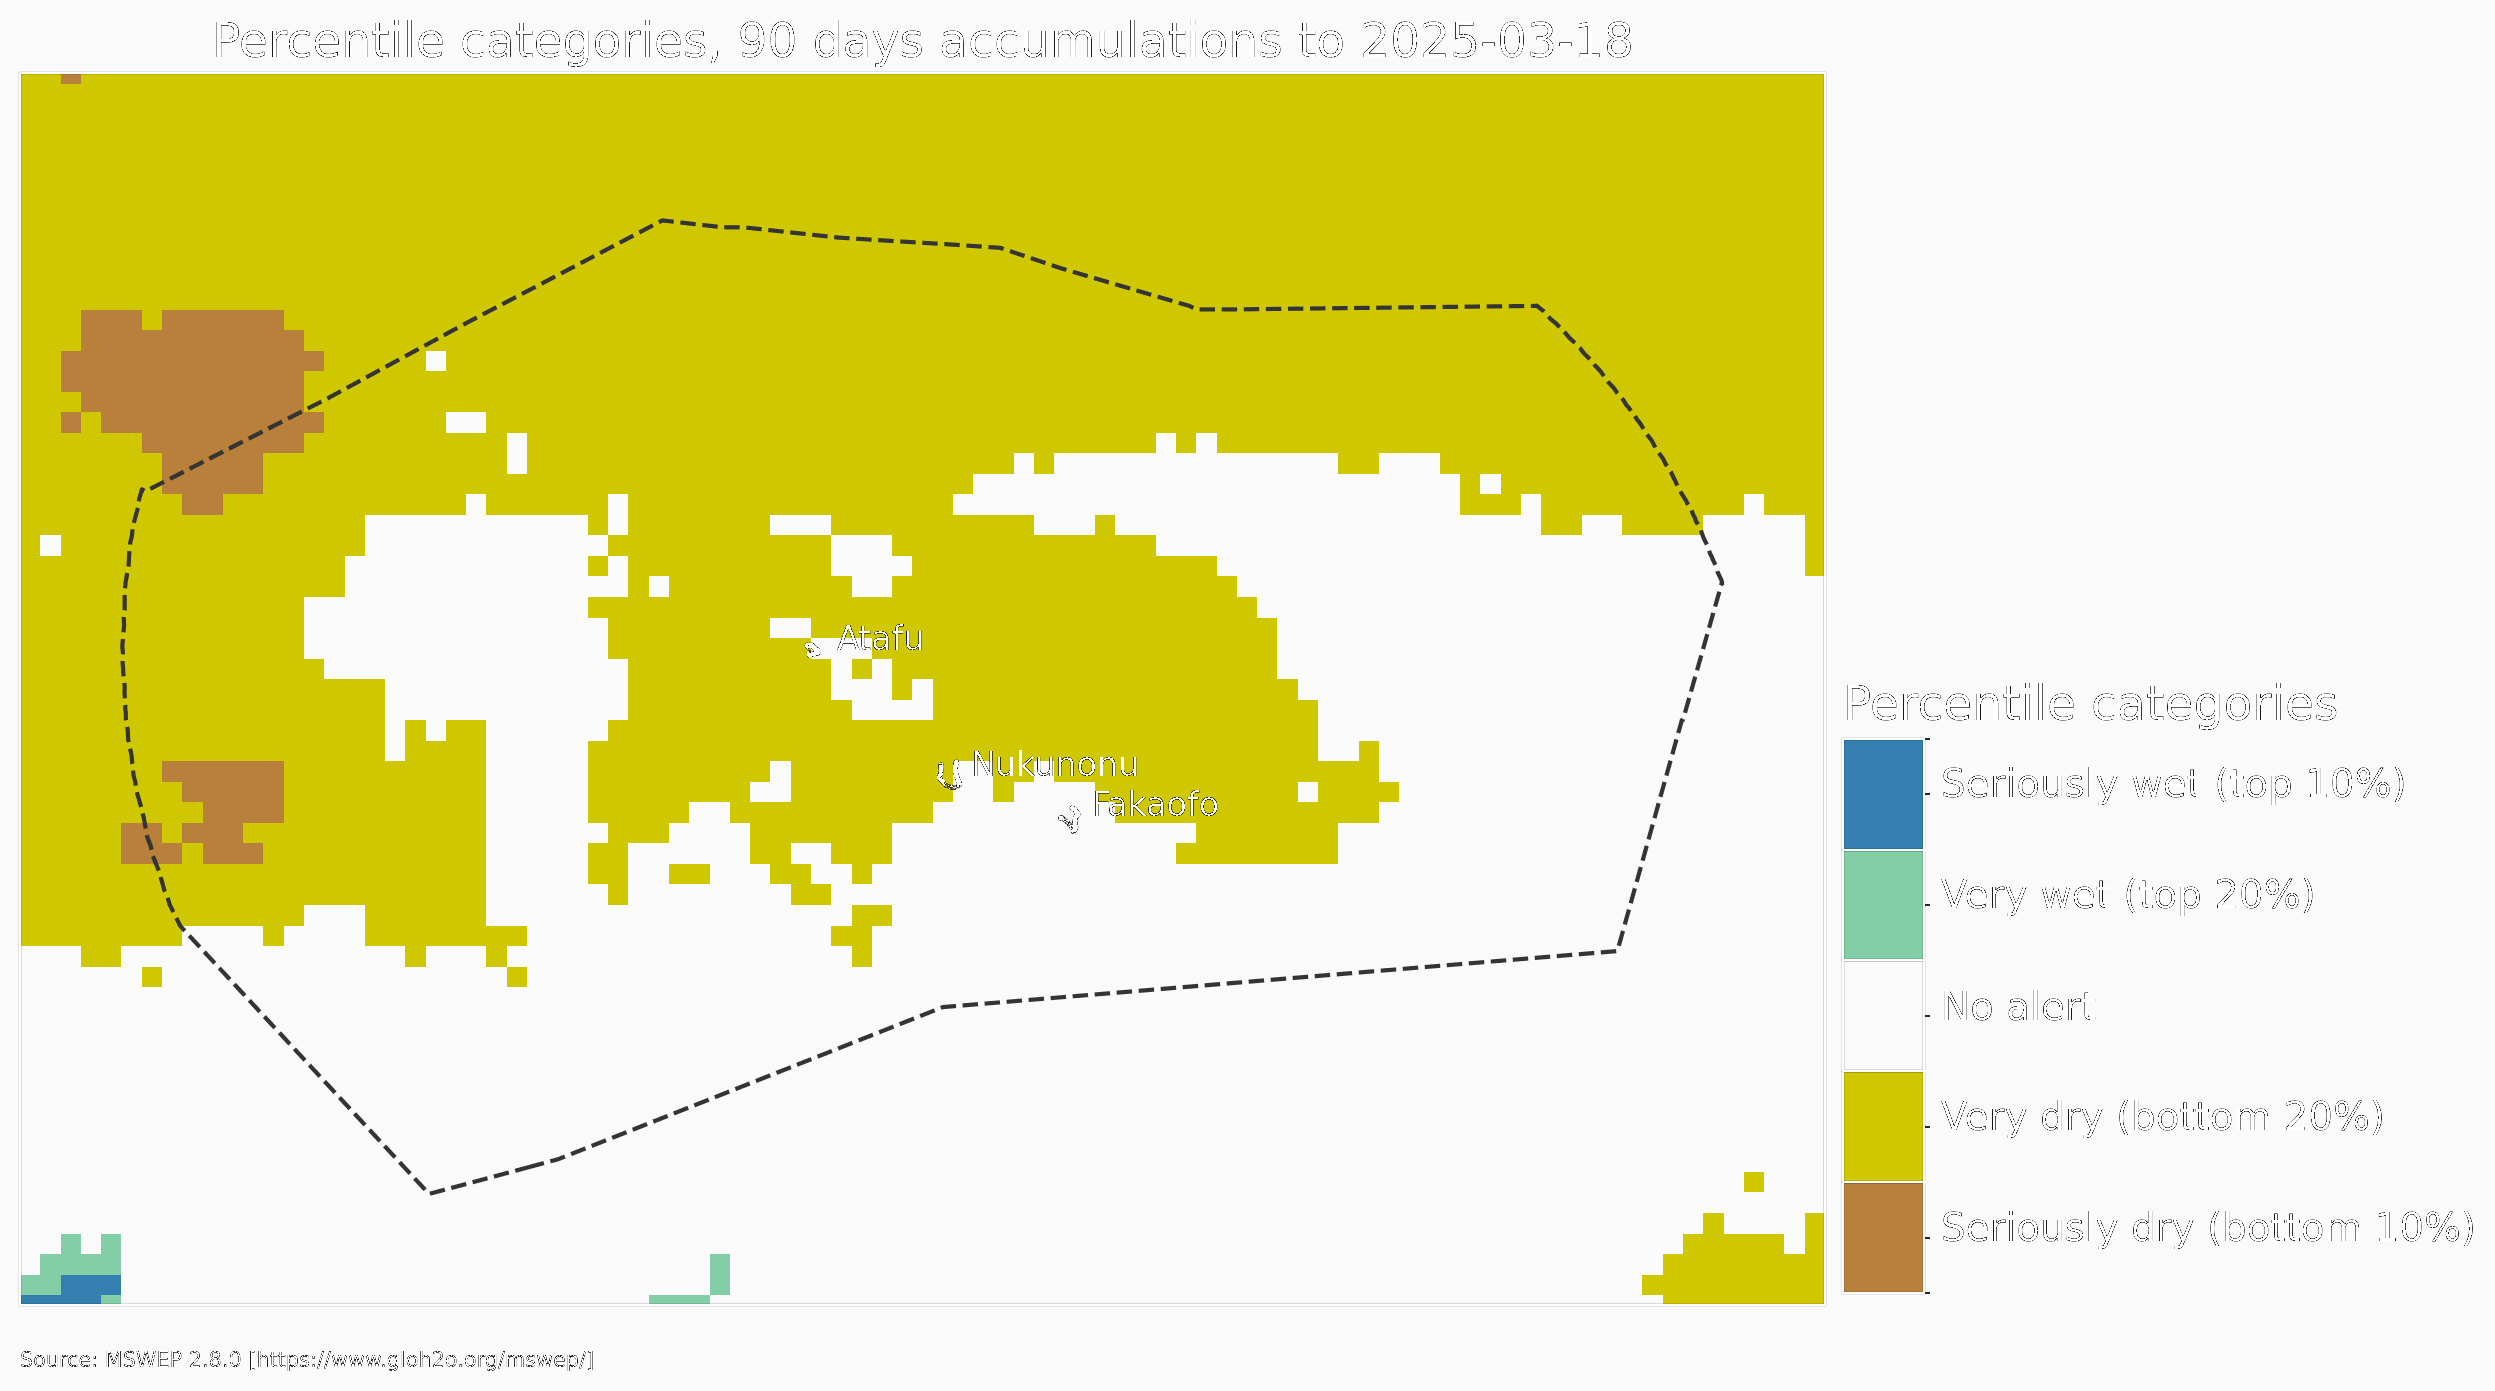 Percentile categories, 90 days accumulations to 2025-03-18
Atafu
Nukunonu
Fakaofo
Percentile categories
Seriously wet (top 10%)
Very wet (top 20%)
No alert
Very dry (bottom 20%)
Seriously dry (bottom 10%)
Source: MSWEP 2.8.0 [https://www.gloh2o.org/mswep/]